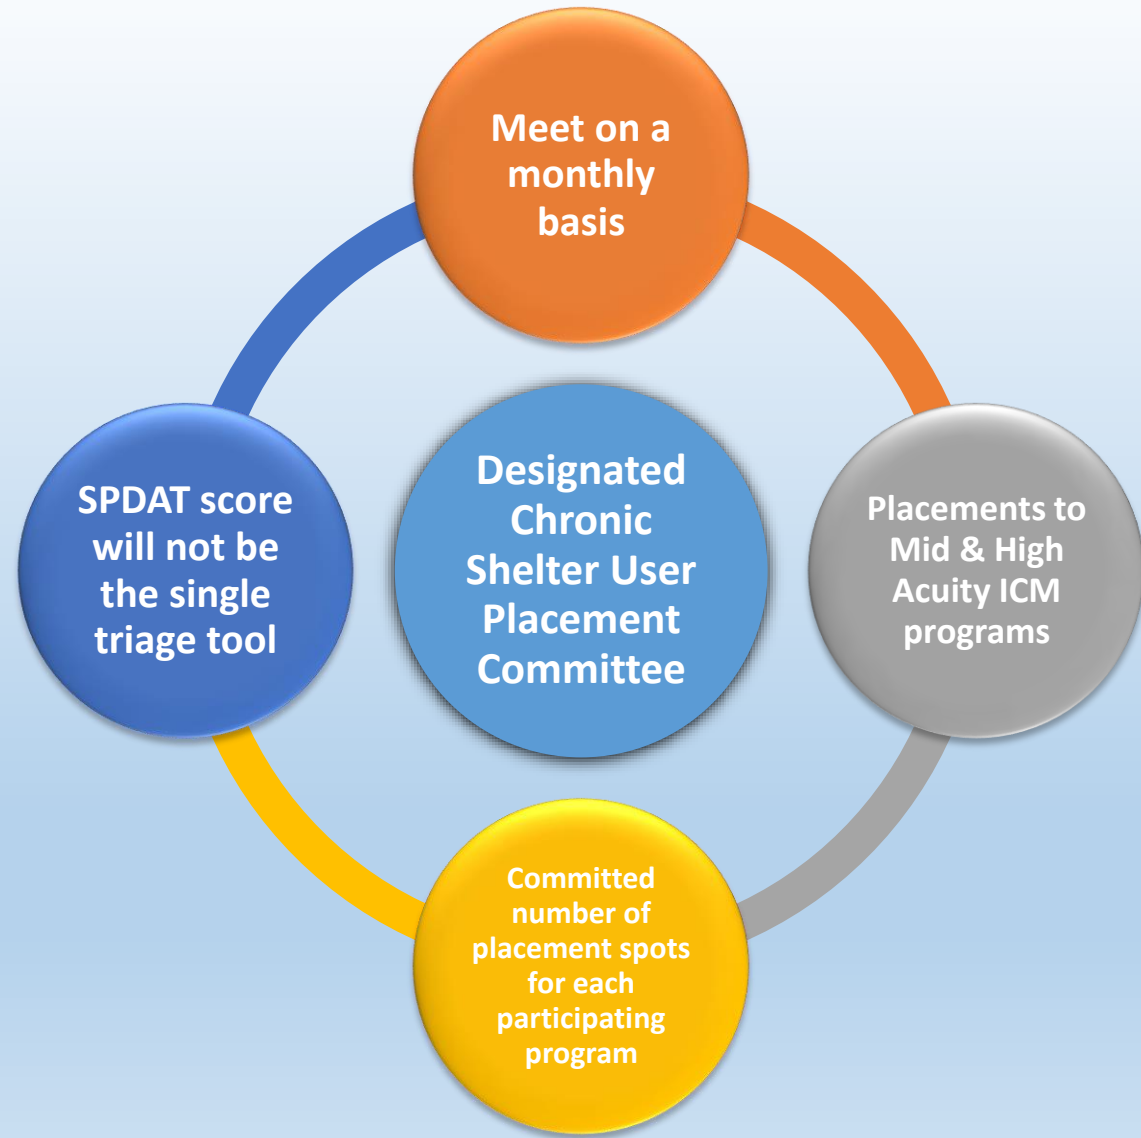 Meet on a
monthly
basis
SPDAT score
will not be
the single
triage tool
Designated
Chronic
Shelter User
Placement
Committee
Placements to
Mid & High
Acuity ICM
programs
Committed
number of
placement spots
for each
participating
program